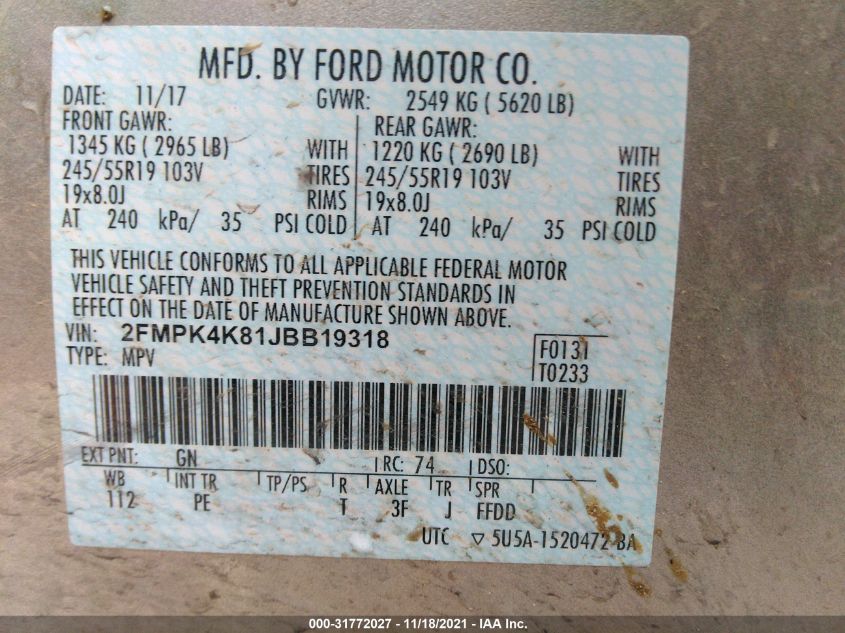 MFD. BY FORD MOTOR CO.
DATE: 11/17 GVWR: 2549 KG ( 5620 LB)
FRONT GAWR: REAR GAWR:
1345 KG ( 2965 LB) WITH 1220 KG ( 2690 LB) WITH
245/55R19 103V TIRES 245/55R19 103V TIRES
19x8.0J RIMS 19x8.0J RIMS
AT 240 kPa/ 35 PSI COLD AT 240 kPa/ 35 PSI COLD
THIS VEHICLE CONFORMS TO ALL APPLICABLE FEDERAL MOTOR
VEHICLE SAFETY AND THEFT PREVENTION STANDARDS IN
EFFECT ON THE DATE OF MANUFACTURE SHOWN ABOVE.
VIN: 2FMPK4K81JBB19318
TYPE: MPV
F0131
T0233
EXT PNT: GN RC: 74 DSO:
WB INT TR TP/PS R AXLE TR SPR
112 PE T 3F J FFDD
UTC ▽ 5U5A-1520472-BA
000-31772027 - 11/18/2021 - IAA Inc.